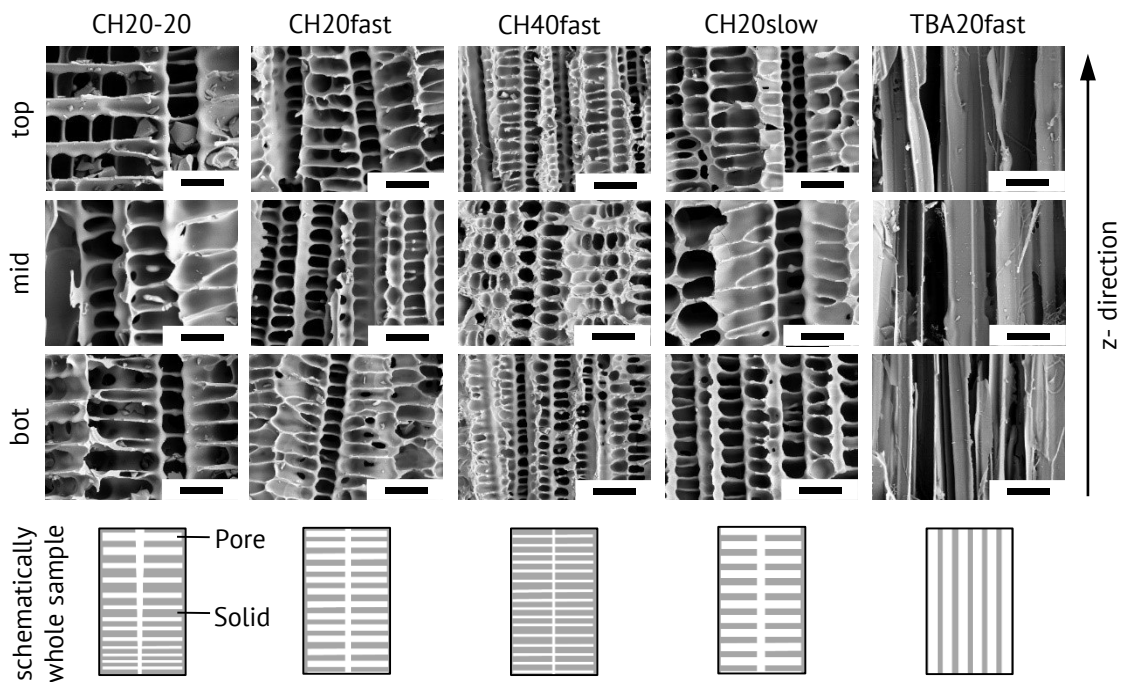 CH20-20 CH20fast CH40fast CH20slow TBA20fast
top
mid
bot
z- direction
schematically
whole sample
Pore
Solid